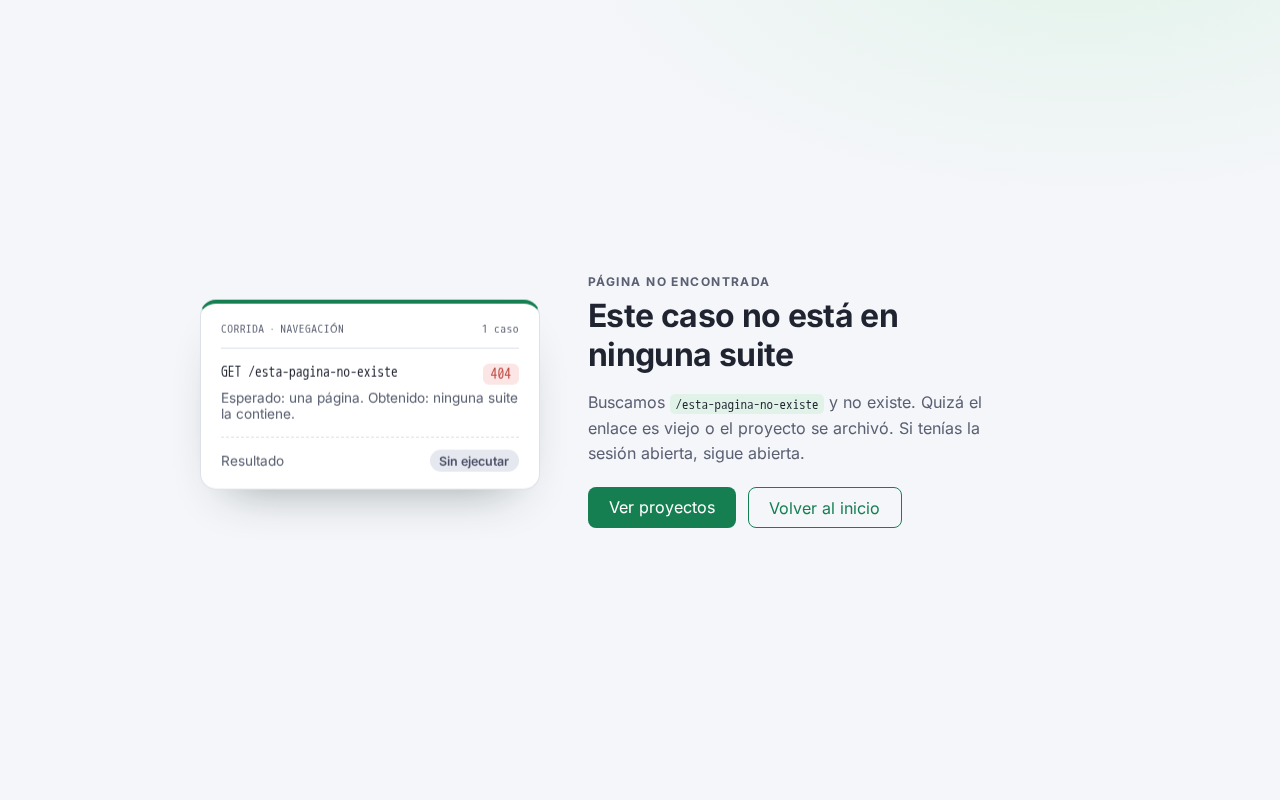 CORRIDA · NAVEGACIÓN 1 caso
GET /esta-pagina-no-existe 404
Esperado: una página. Obtenido: ninguna suite
la contiene.
Resultado Sin ejecutar
PÁGINA NO ENCONTRADA
Este caso no está en
ninguna suite
Buscamos /esta-pagina-no-existe y no existe. Quizá el
enlace es viejo o el proyecto se archivó. Si tenías la
sesión abierta, sigue abierta.
Ver proyectos Volver al inicio